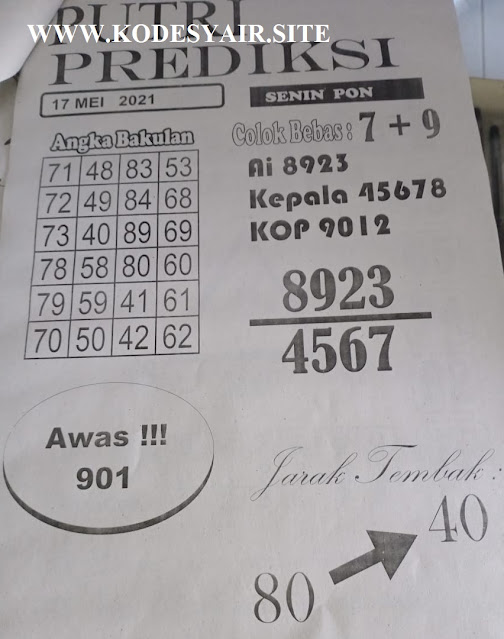 PUTRI
WWW.KODESYAIR.SITE
PREDIKSI
17 MEI 2021
SENIN PON
Angka Bakulan
71 48 83 53
72 49 84 68
73 40 89 69
78 58 80 60
79 59 41 61
70 50 42 62
Colok Bebas : 7 + 9
Ai 8923
Kepala 45678
KOP 9012
8923
4567
Awas !!!
901
Jarak Tembak :
40
80